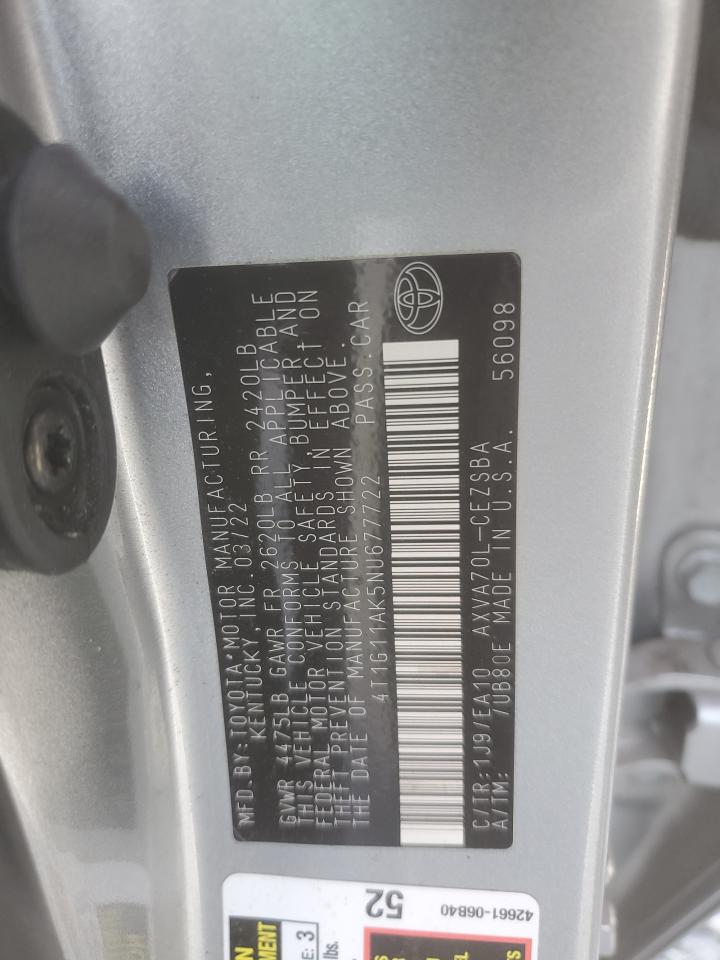 MFD. BY: TOYOTA MOTOR MANUFACTURING,
KENTUCKY INC. 03/22
GVWR 4475LB GAWR FR 2620LB RR 2420LB
THIS VEHICLE CONFORMS TO ALL APPLICABLE
FEDERAL MOTOR VEHICLE SAFETY, BUMPER AND
THEFT PREVENTION STANDARDS IN EFFECT ON
THE DATE OF MANUFACTURE SHOWN ABOVE.
4T1G11AK5NU677722 PASS.CAR
C/TR:1J9/EA10 AXVA70L-CEZSBA
A/TM: 7UB80E MADE IN U.S.A. 56098
42661-06B40
52
3
lbs.